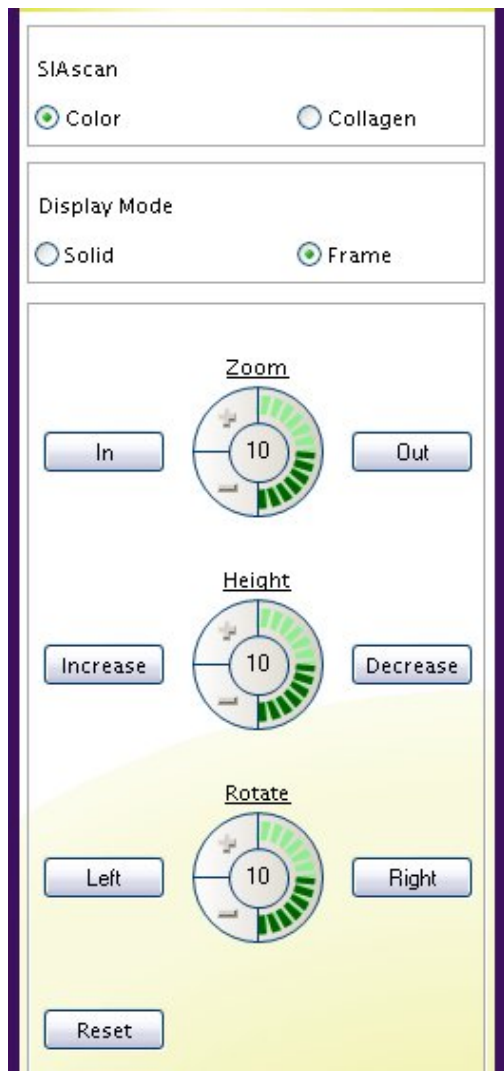 SIAscan
Color Collagen
Display Mode
Solid Frame
Zoom
In 10 Out
Height
Increase 10 Decrease
Rotate
Left 10 Right
Reset